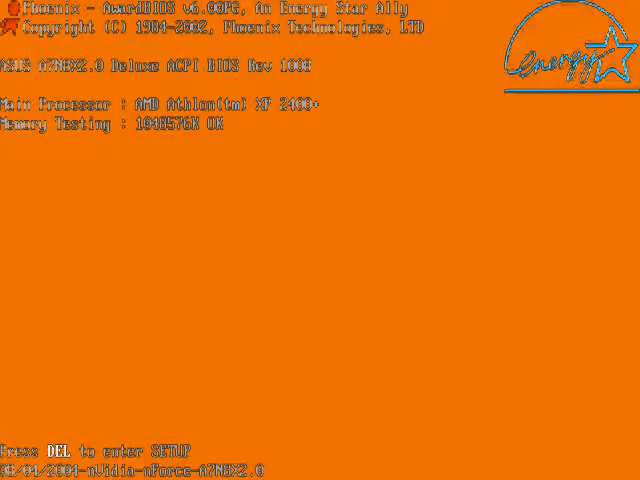 Phoenix - AwardBIOS v6.00PG, An Energy Star Ally
Copyright (C) 1984-2002, Phoenix Technologies, LTD
energy
ASUS A7N8X2.0 Deluxe ACPI BIOS Rev 1008
Main Processor : AMD Athlon(tm) XP 2400+
Memory Testing : 1048576K OK
Press DEL to enter SETUP
08/04/2004-nVidia-nForce-A7N8X2.0